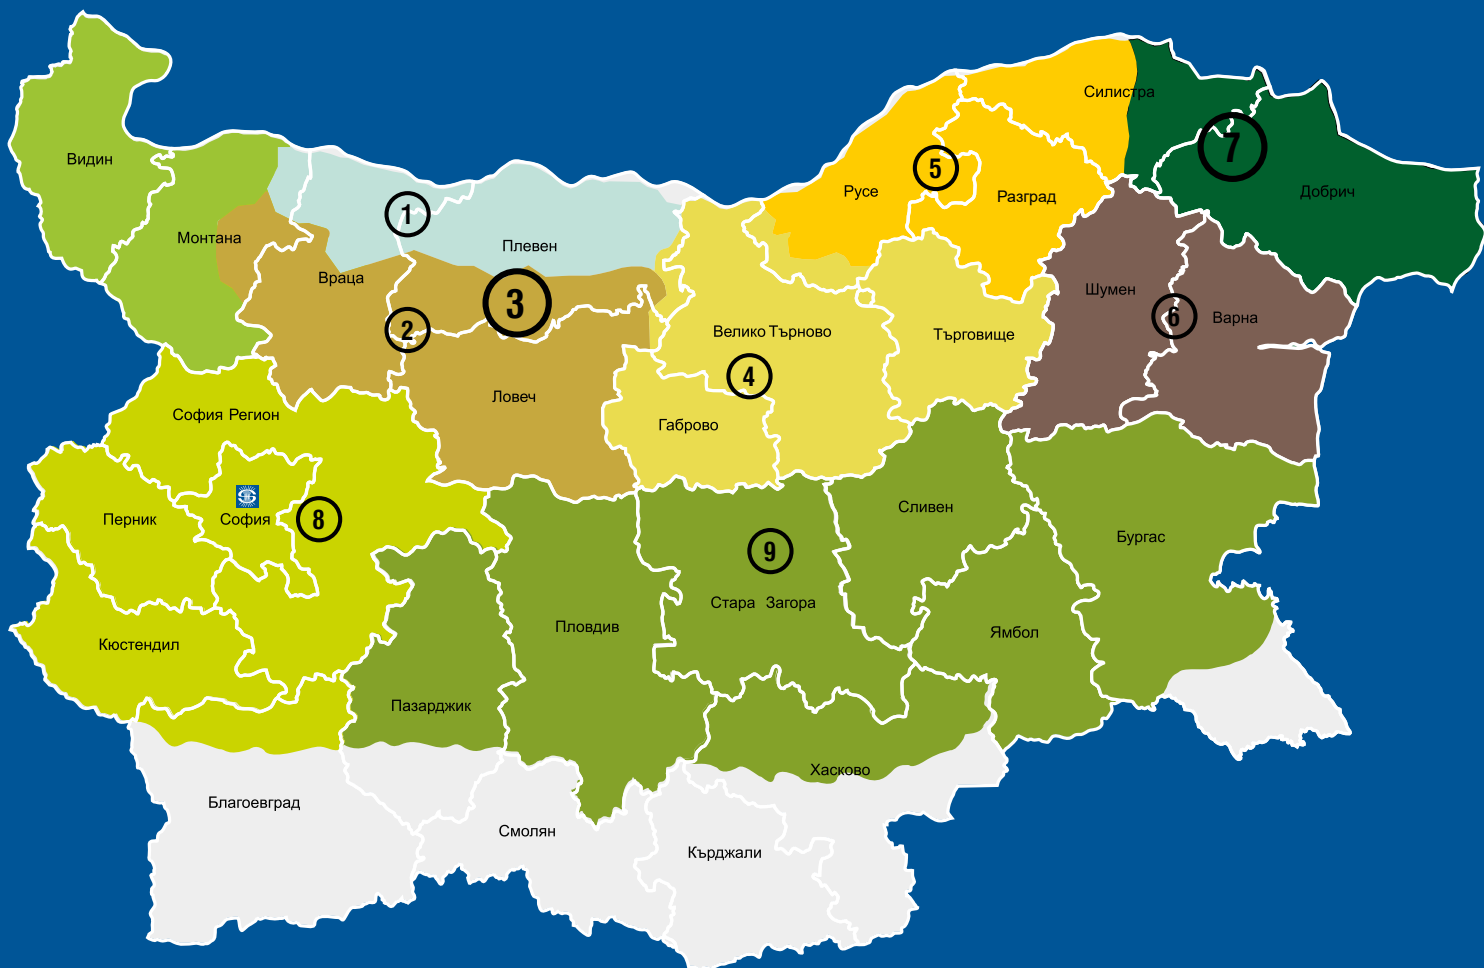 Силистра
7
Видин
5
Русе
Разград
Добрич
1
Монтана
Плевен
Враца
Шумен
3
2
Велико Търново
Търговище
6
Варна
4
Ловеч
София Регион
Габрово
Перник
София
8
Сливен
Бургас
9
Стара Загора
Пловдив
Ямбол
Кюстендил
Пазарджик
Хасково
Благоевград
Смолян
Кърджали